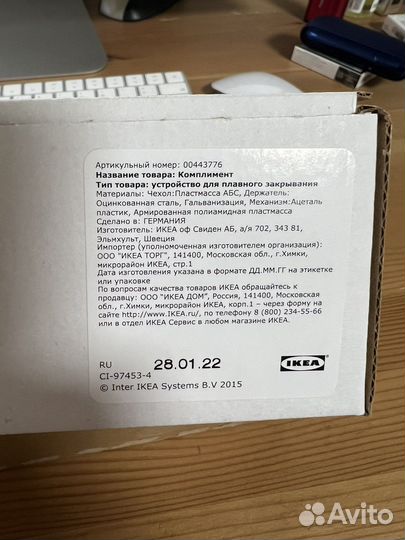 Артикульный номер: 00443776
Название товара: Комплимент
Тип товара: устройство для плавного закрывания
Материалы: Чехол:Пластмасса АБС, Держатель:
Оцинкованная сталь, Гальванизация, Механизм:Ацеталь
пластик, Армированная полиамидная пластмасса
Сделано в: ГЕРМАНИЯ
Изготовитель: ИКЕА оф Свиден АБ, а/я 702, 343 81,
Эльмхульт, Швеция
Импортер (уполномоченная изготовителем организация):
ООО "ИКЕА ТОРГ", 141400, Московская обл., г.Химки,
микрорайон ИКЕА, стр.1
Дата изготовления указана в формате ДД.ММ.ГГ на этикетке
или упаковке
По вопросам качества товаров ИКЕА обращайтесь к
продавцу: ООО "ИКЕА ДОМ", Россия, 141400, Московская
обл., г.Химки, микрорайон ИКЕА, корп.1 – через форму на
сайте http://www.IKEA.ru/, по телефону 8 (800) 234-55-66
или в отдел ИКЕА Сервис в любом магазине ИКЕА.
RU
28.01.22
IKEA
CI-97453-4
© Inter IKEA Systems B.V 2015
Avito